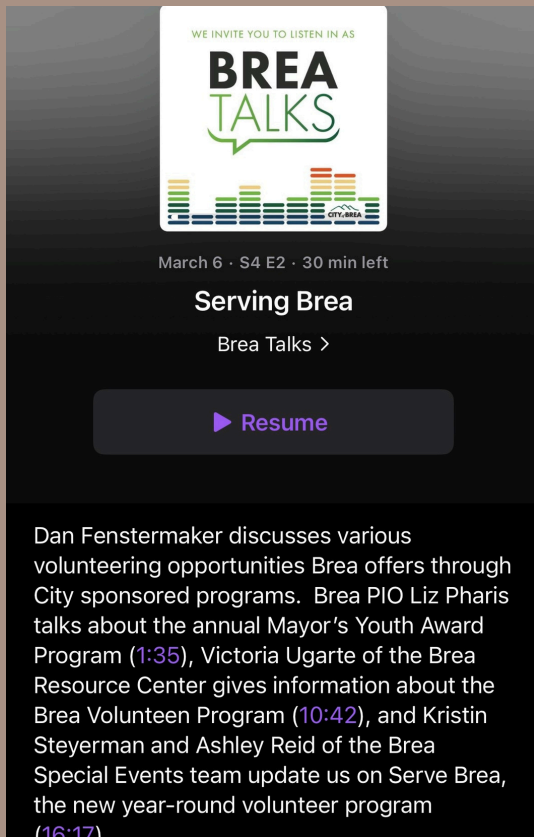 WE INVITE YOU TO LISTEN IN AS
BREA
TALKS
CITY of BREA
March 6 · S4 E2 · 30 min left
Serving Brea
Brea Talks >
Resume
Dan Fenstermaker discusses various
volunteering opportunities Brea offers through
City sponsored programs.  Brea PIO Liz Pharis
talks about the annual Mayor’s Youth Award
Program (1:35), Victoria Ugarte of the Brea
Resource Center gives information about the
Brea Volunteen Program (10:42), and Kristin
Steyerman and Ashley Reid of the Brea
Special Events team update us on Serve Brea,
the new year-round volunteer program
(16:17)